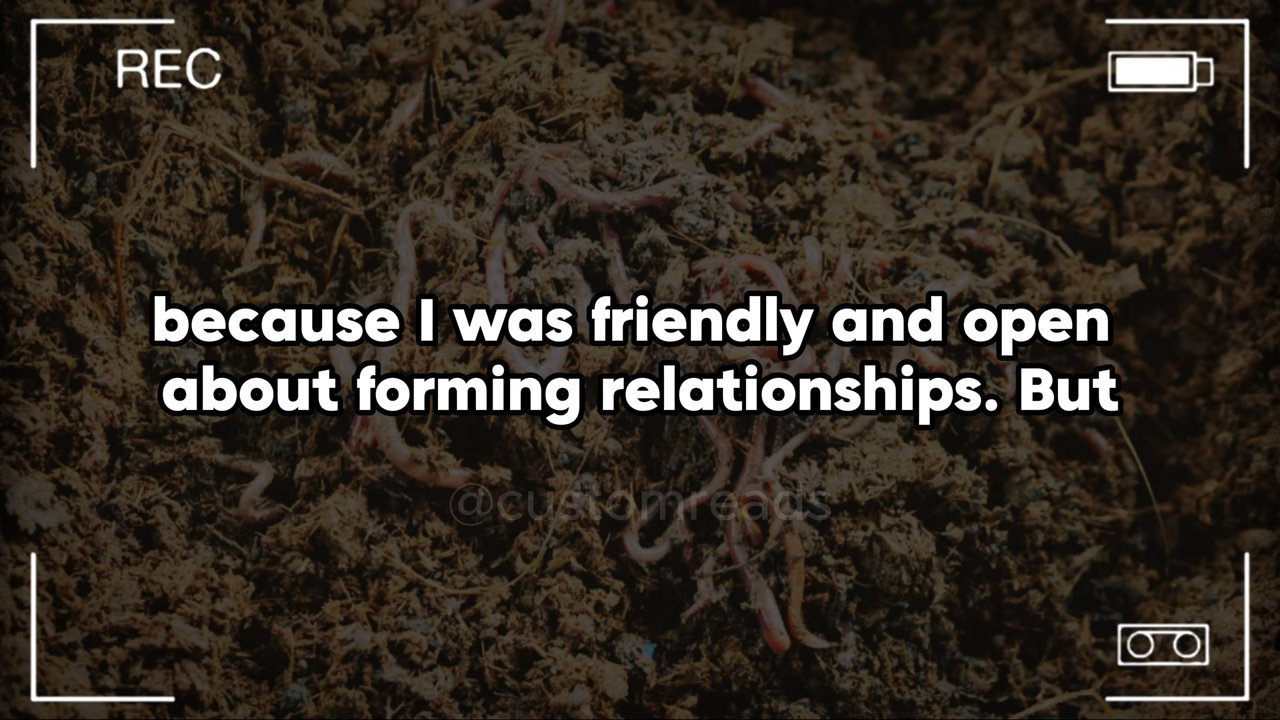 REC
because I was friendly and open
about forming relationships. But
@customreads